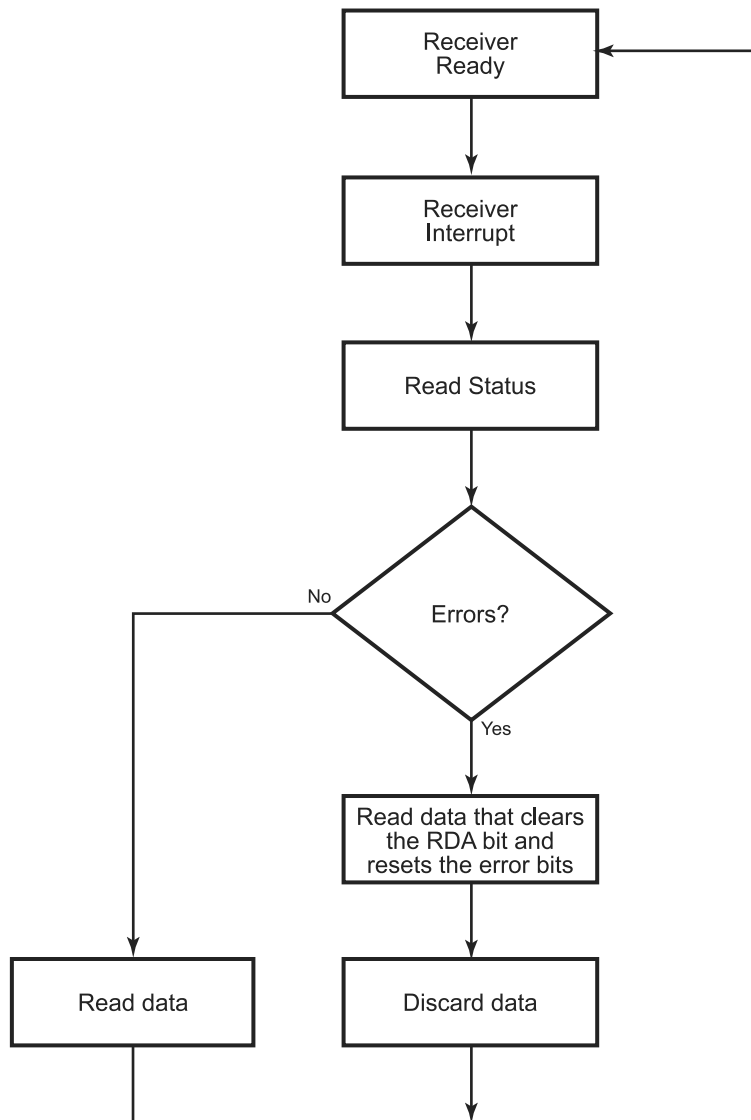 Receiver
Ready
Receiver
Interrupt
Read Status
Errors?
No
Yes
Read data that clears
the RDA bit and
resets the error bits
Read data
Discard data